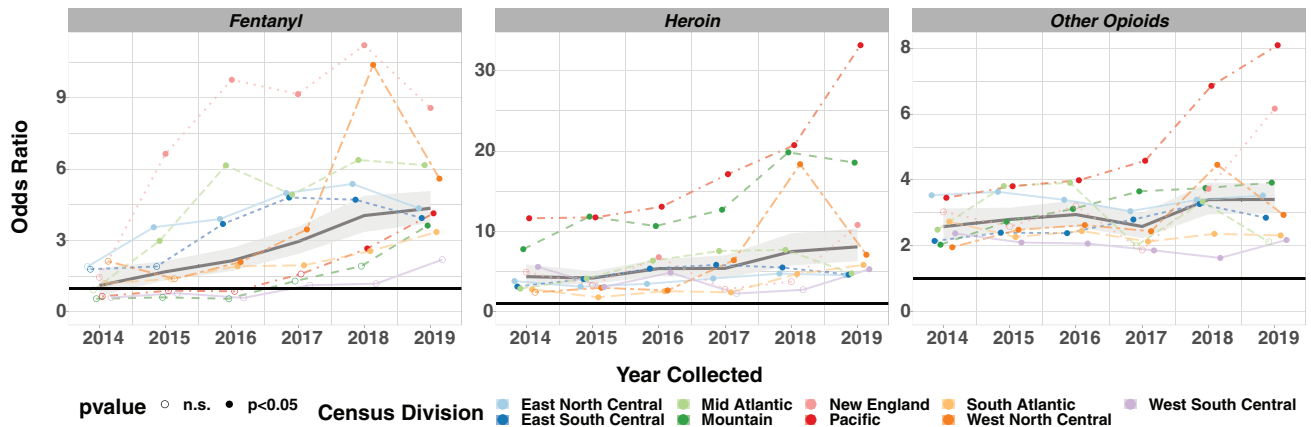 Fentanyl Heroin Other Opioids
9
6
3
0
30
20
10
0
8
6
4
2
0
Odds Ratio
2014 2015 2016 2017 2018 2019 2014 2015 2016 2017 2018 2019 2014 2015 2016 2017 2018 2019
Year Collected
pvalue n.s. p<0.05 Census Division
East North Central Mid Atlantic New England South Atlantic West South Central
East South Central Mountain Pacific West North Central